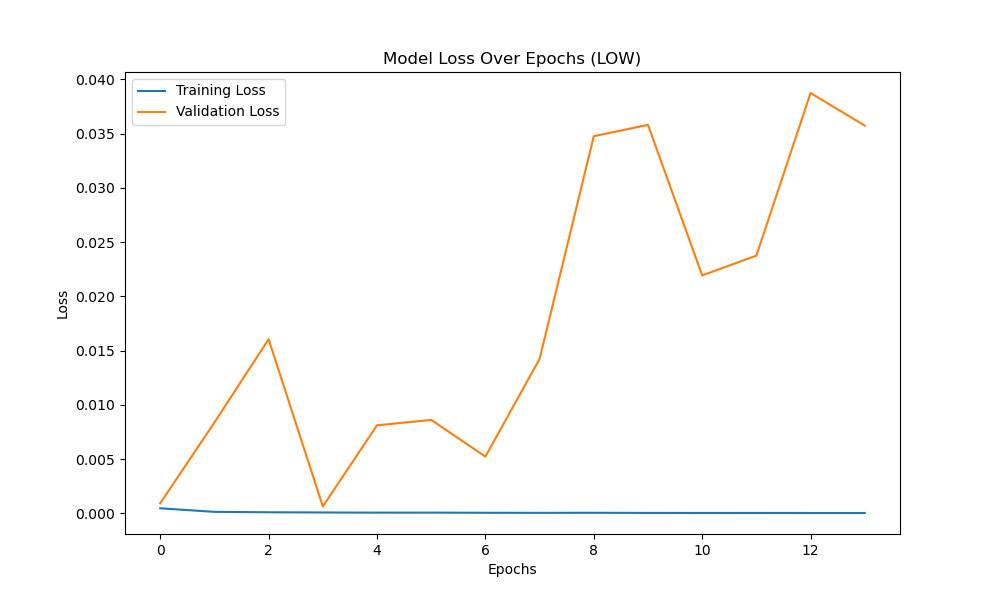 Model Loss Over Epochs (LOW)
Training Loss
Validation Loss
0.040
0.035
0.030
0.025
0.020
0.015
0.010
0.005
0.000
Loss
0 2 4 6 8 10 12
Epochs